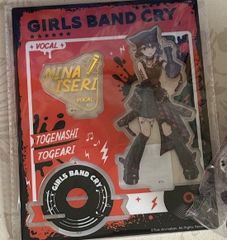 GIRLS BAND CRY
VOCAL
NINA
ISERI
VOCAL
TOGENASHI
TOGEARI
GIRLS BAND CRY